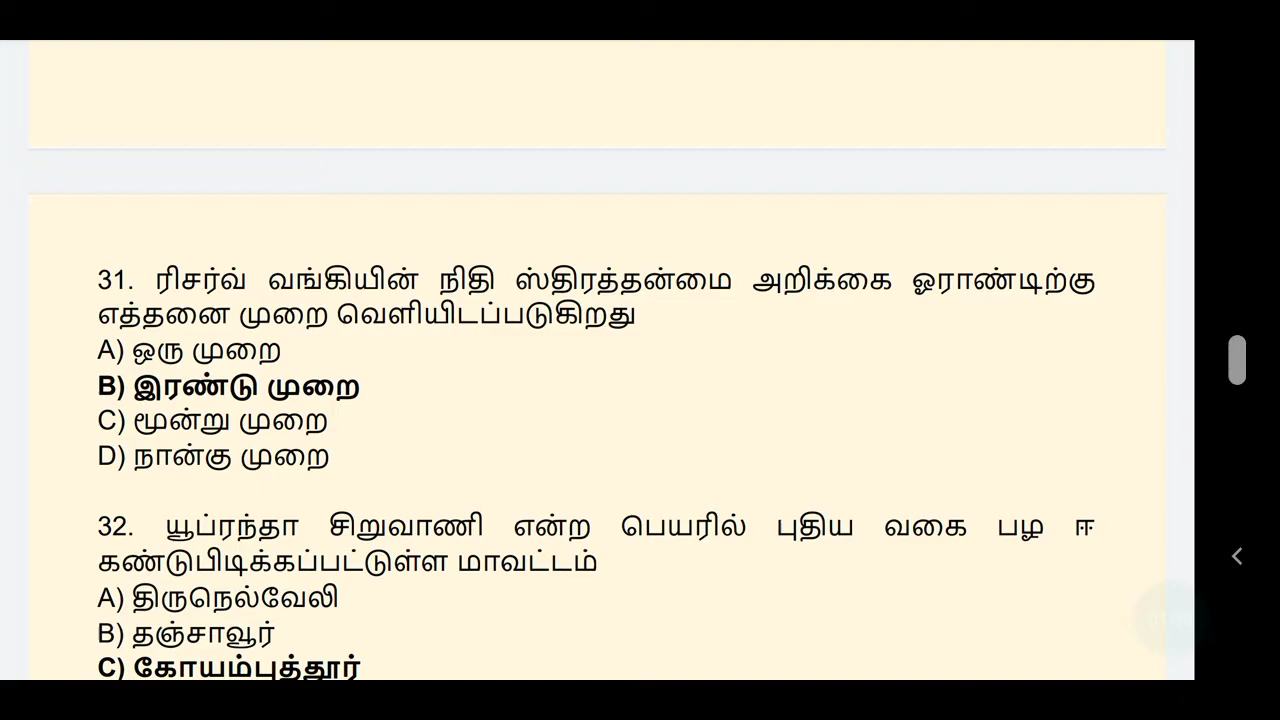 31. ரிசர்வ் வங்கியின் நிதி ஸ்திரத்தன்மை அறிக்கை ஓராண்டிற்கு
எத்தனை முறை வெளியிடப்படுகிறது
A) ஒரு முறை
B) இரண்டு முறை
C) மூன்று முறை
D) நான்கு முறை
32. யூப்ரந்தா சிறுவாணி என்ற பெயரில் புதிய வகை பழ ஈ
கண்டுபிடிக்கப்பட்டுள்ள மாவட்டம்
A) திருநெல்வேலி
B) தஞ்சாவூர்
C) கோயம்புத்தூர்